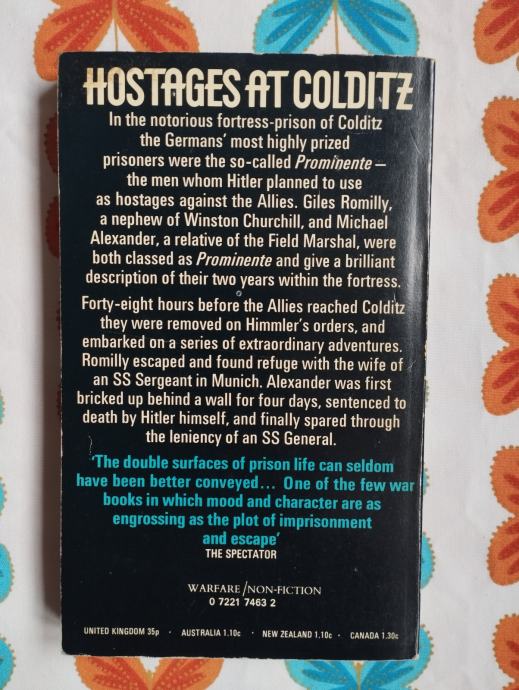 HOSTAGES AT COLDITZ
In the notorious fortress-prison of Colditz
the Germans' most highly prized
prisoners were the so-called Prominente —
the men whom Hitler planned to use
as hostages against the Allies. Giles Romilly,
a nephew of Winston Churchill, and Michael
Alexander, a relative of the Field Marshal, were
both classed as Prominente and give a brilliant
description of their two years within the fortress.
Forty-eight hours before the Allies reached Colditz
they were removed on Himmler's orders, and
embarked on a series of extraordinary adventures.
Romilly escaped and found refuge with the wife of
an SS Sergeant in Munich. Alexander was first
bricked up behind a wall for four days, sentenced to
death by Hitler himself, and finally spared through
the leniency of an SS General.
'The double surfaces of prison life can seldom
have been better conveyed... One of the few war
books in which mood and character are as
engrossing as the plot of imprisonment
and escape'
THE SPECTATOR
WARFARE/NON-FICTION
0 7221 7463 2
UNITED KINGDOM 35p · AUSTRALIA 1.10c · NEW ZEALAND 1.10c · CANADA 1.30c